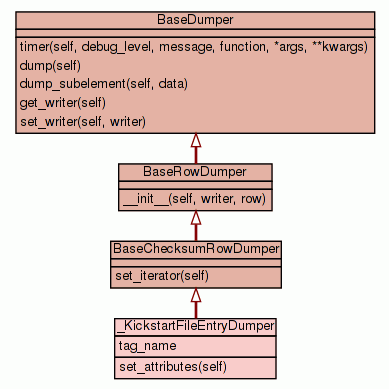 BaseDumper
timer(self, debug_level, message, function, *args, **kwargs)
dump(self)
dump_subelement(self, data)
get_writer(self)
set_writer(self, writer)
BaseRowDumper
__init__(self, writer, row)
BaseChecksumRowDumper
set_iterator(self)
_KickstartFileEntryDumper
tag_name
set_attributes(self)